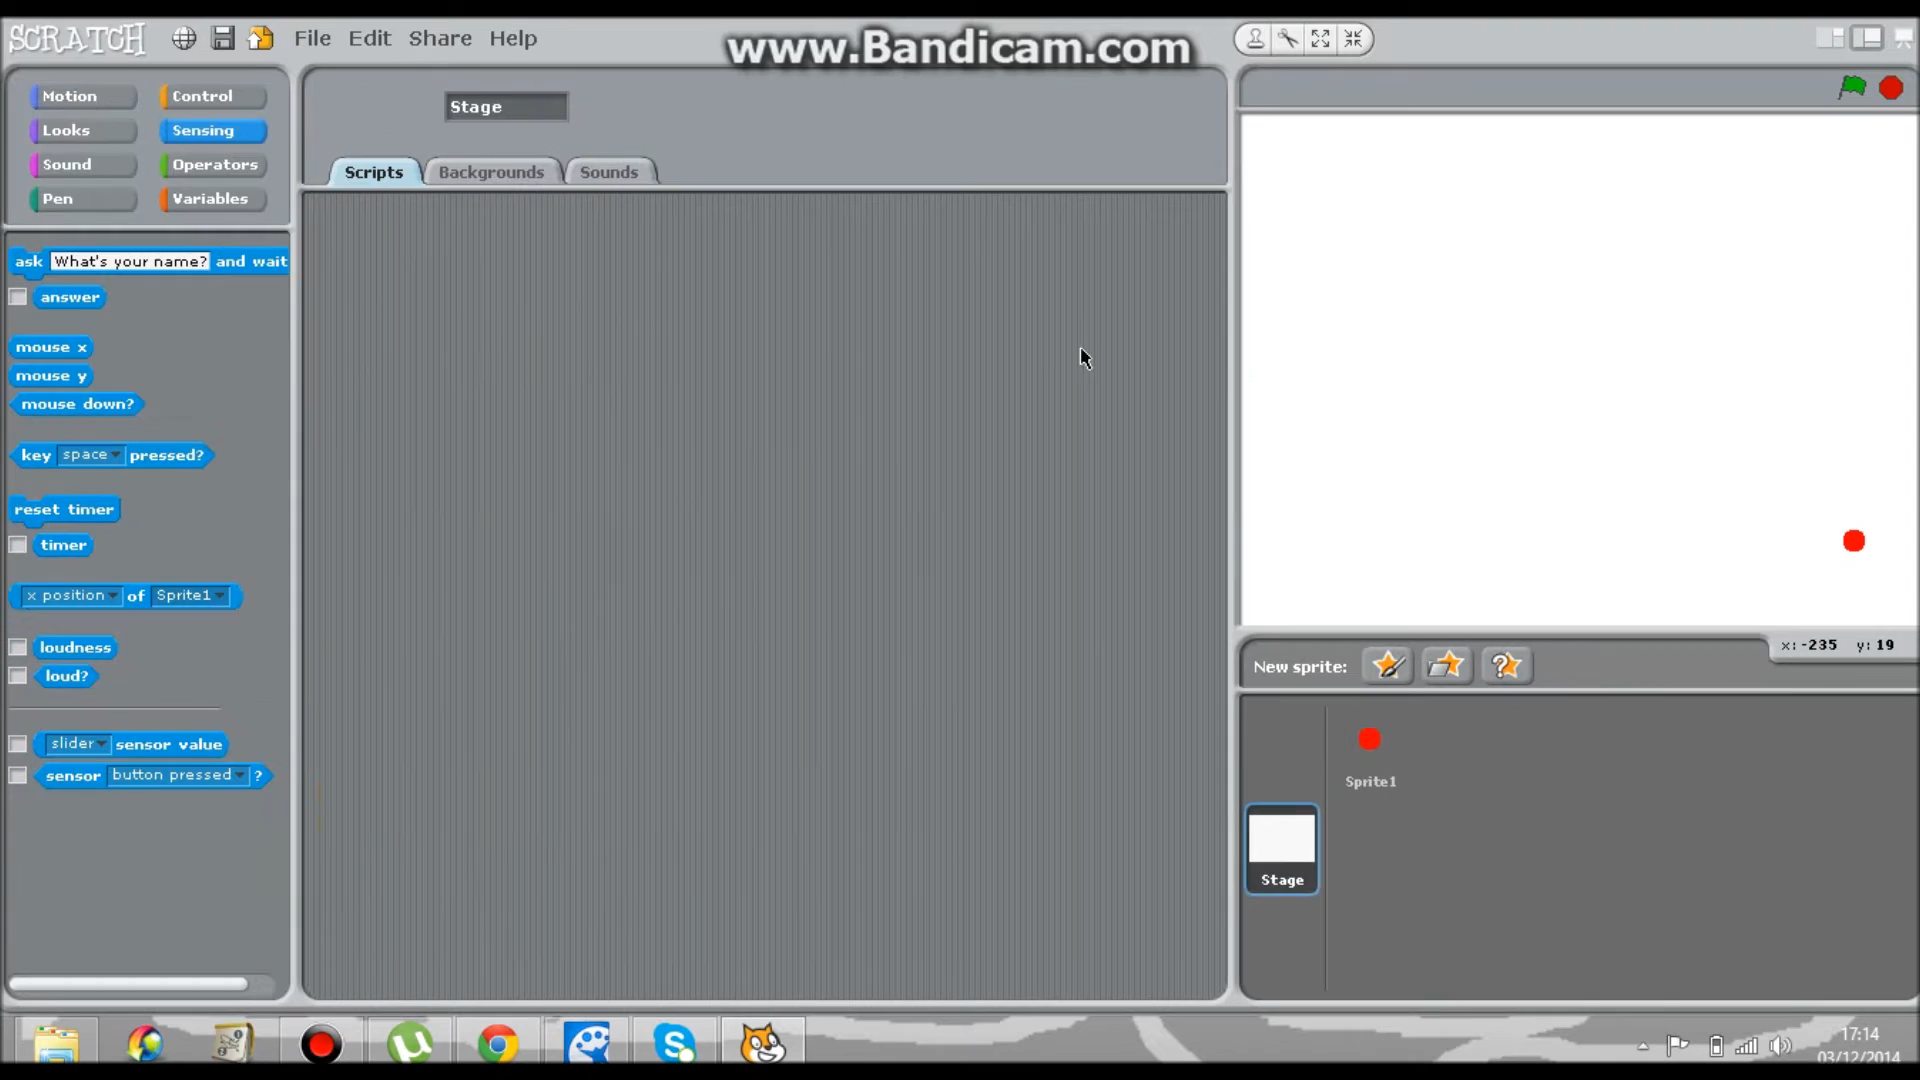 SCRATCH File Edit Share Help
www.Bandicam.com
Motion Control
Looks Sensing
Sound Operators
Pen Variables
Stage
Scripts Backgrounds Sounds
ask What's your name? and wait
answer
mouse x
mouse y
mouse down?
key space pressed?
reset timer
timer
x position of Sprite1
loudness
loud?
slider sensor value
sensor button pressed ?
x: -235 y: 19
New sprite:
Sprite1
Stage
17:14
03/12/2014